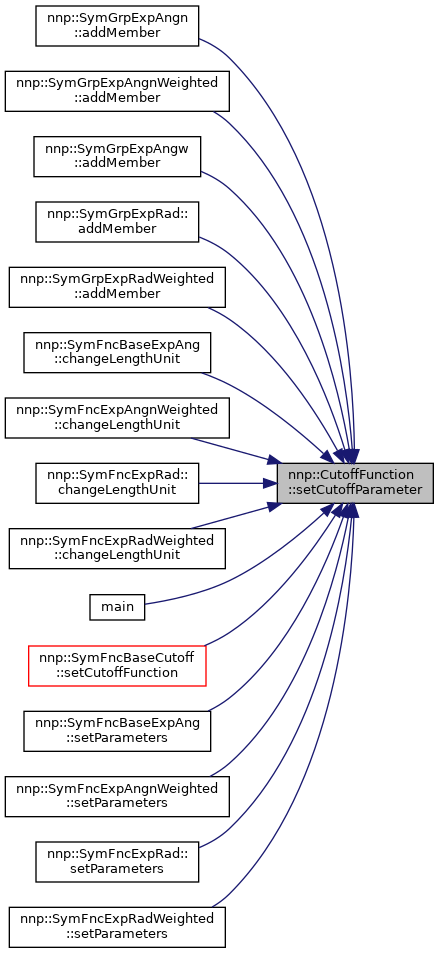 nnp::SymGrpExpAngn
::addMember
nnp::SymGrpExpAngnWeighted
::addMember
nnp::SymGrpExpAngw
::addMember
nnp::SymGrpExpRad::
addMember
nnp::SymGrpExpRadWeighted
::addMember
nnp::SymFncBaseExpAng
::changeLengthUnit
nnp::SymFncExpAngnWeighted
::changeLengthUnit
nnp::SymFncExpRad::
changeLengthUnit
nnp::CutoffFunction
::setCutoffParameter
nnp::SymFncExpRadWeighted
::changeLengthUnit
main
nnp::SymFncBaseCutoff
::setCutoffFunction
nnp::SymFncBaseExpAng
::setParameters
nnp::SymFncExpAngnWeighted
::setParameters
nnp::SymFncExpRad::
setParameters
nnp::SymFncExpRadWeighted
::setParameters